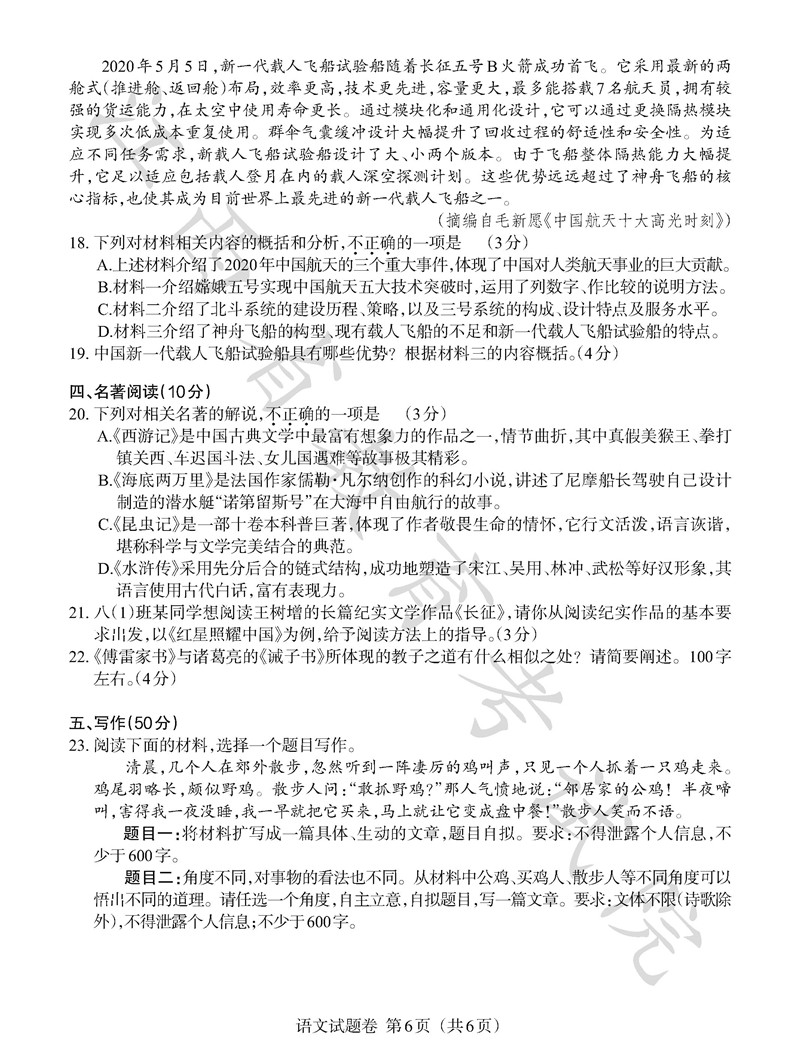 2020年5月5日,新一代载人飞船试验船随着长征五号B火箭成功首飞。它采用最新的两
舱式(推进舱、返回舱)布局,效率更高,技术更先进,容量更大,最多能搭载7名航天员,拥有较
强的货运能力,在太空中使用寿命更长。通过模块化和通用化设计,它可以通过更换隔热模块
实现多次低成本重复使用。群伞气囊缓冲设计大幅提升了回收过程的舒适性和安全性。为适
应不同任务需求,新载人飞船试验船设计了大、小两个版本。由于飞船整体隔热能力大幅提
升,它足以适应包括载人登月在内的载人深空探测计划。这些优势远远超过了神舟飞船的核
心指标,也使其成为目前世界上最先进的新一代载人飞船之一。
(摘编自毛新愿《中国航天十大高光时刻》)
18. 下列对材料相关内容的概括和分析,不正确的一项是 (3分)
A.上述材料介绍了2020年中国航天的三个重大事件,体现了中国对人类航天事业的巨大贡献。
B.材料一介绍嫦娥五号实现中国航天五大技术突破时,运用了列数字、作比较的说明方法。
C.材料二介绍了北斗系统的建设历程、策略,以及三号系统的构成、设计特点及服务水平。
D.材料三介绍了神舟飞船的构型、现有载人飞船的不足和新一代载人飞船试验船的特点。
19. 中国新一代载人飞船试验船具有哪些优势?根据材料三的内容概括。(4分)
四、名著阅读(10分)
20. 下列对相关名著的解说,不正确的一项是 (3分)
A.《西游记》是中国古典文学中最富有想象力的作品之一,情节曲折,其中真假美猴王、拳打
镇关西、车迟国斗法、女儿国遇难等故事极其精彩。
B.《海底两万里》是法国作家儒勒·凡尔纳创作的科幻小说,讲述了尼摩船长驾驶自己设计
制造的潜水艇“诺第留斯号”在大海中自由航行的故事。
C.《昆虫记》是一部十卷本科普巨著,体现了作者敬畏生命的情怀,它行文活泼,语言诙谐,
堪称科学与文学完美结合的典范。
D.《水浒传》采用先分后合的链式结构,成功地塑造了宋江、吴用、林冲、武松等好汉形象,其
语言使用古代白话,富有表现力。
21. 八(1)班某同学想阅读王树增的长篇纪实文学作品《长征》,请你从阅读纪实作品的基本要
求出发,以《红星照耀中国》为例,给予阅读方法上的指导。(3分)
22.《傅雷家书》与诸葛亮的《诫子书》所体现的教子之道有什么相似之处?请简要阐述。100字
左右。(4分)
五、写作(50分)
23. 阅读下面的材料,选择一个题目写作。
清晨,几个人在郊外散步,忽然听到一阵凄厉的鸡叫声,只见一个人抓着一只鸡走来。
鸡尾羽略长,颇似野鸡。散步人问:“敢抓野鸡?”那人气愤地说:“邻居家的公鸡!半夜啼
叫,害得我一夜没睡,我一早就把它买来,马上就让它变成盘中餐!”散步人笑而不语。
题目一:将材料扩写成一篇具体、生动的文章,题目自拟。要求:不得泄露个人信息,不
少于600字。
题目二:角度不同,对事物的看法也不同。从材料中公鸡、买鸡人、散步人等不同角度可以
悟出不同的道理。请任选一个角度,自主立意,自拟题目,写一篇文章。要求:文体不限(诗歌除
外),不得泄露个人信息;不少于600字。
语文试题卷 第6页(共6页)
江西省教育考试院